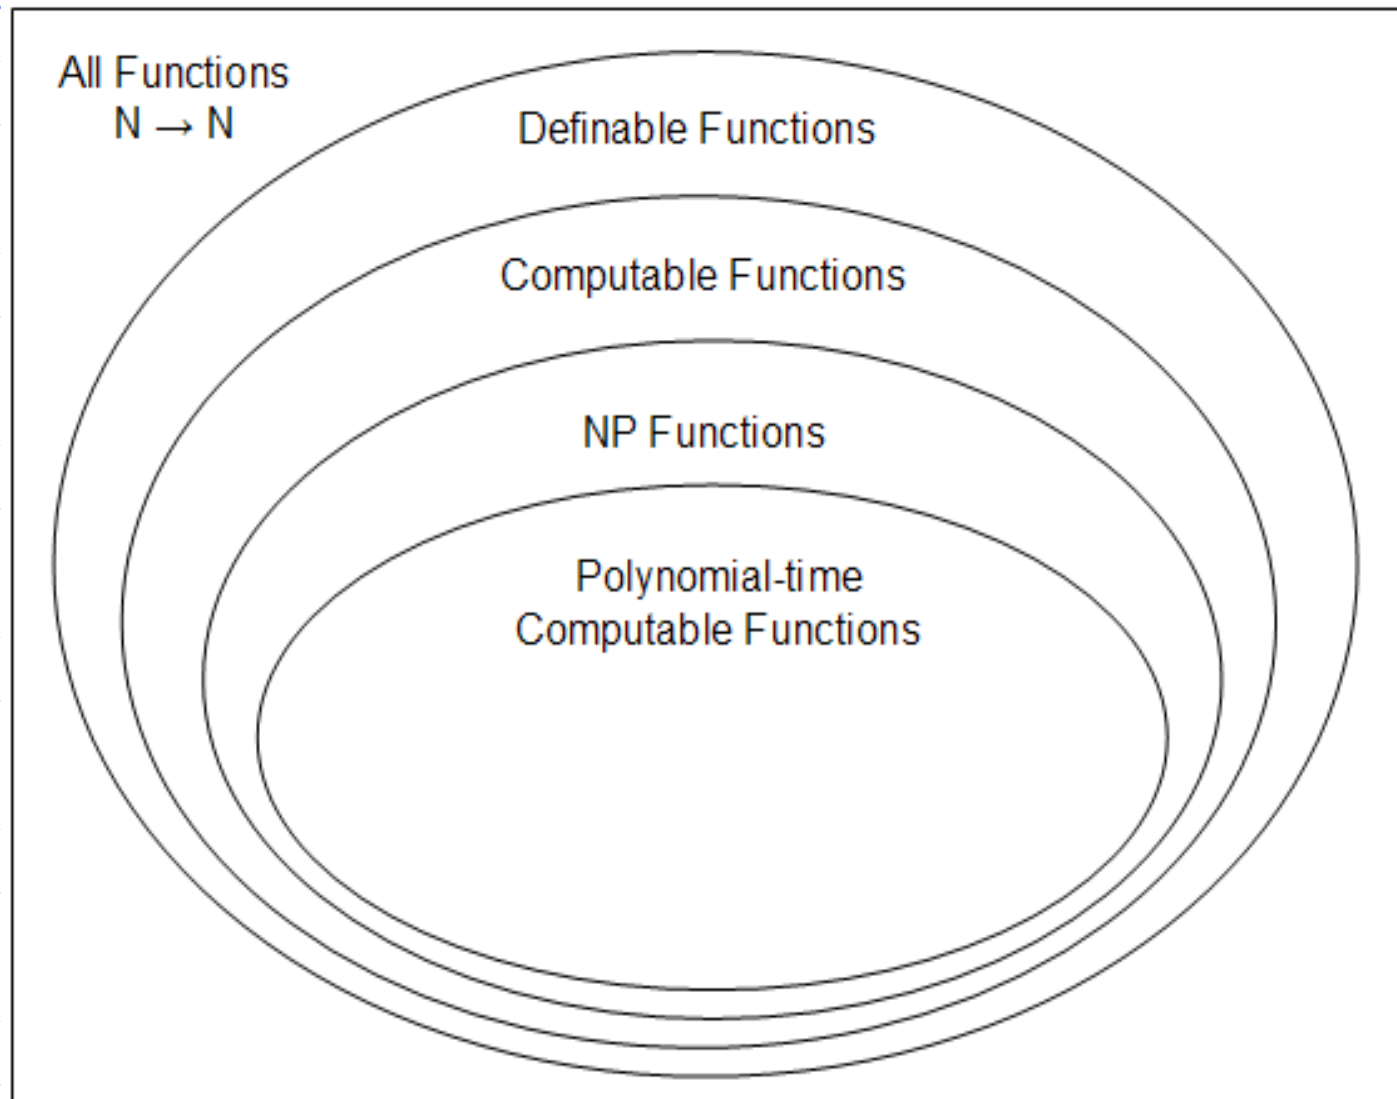 All Functions
N → N
Definable Functions
Computable Functions
NP Functions
Polynomial-time
Computable Functions